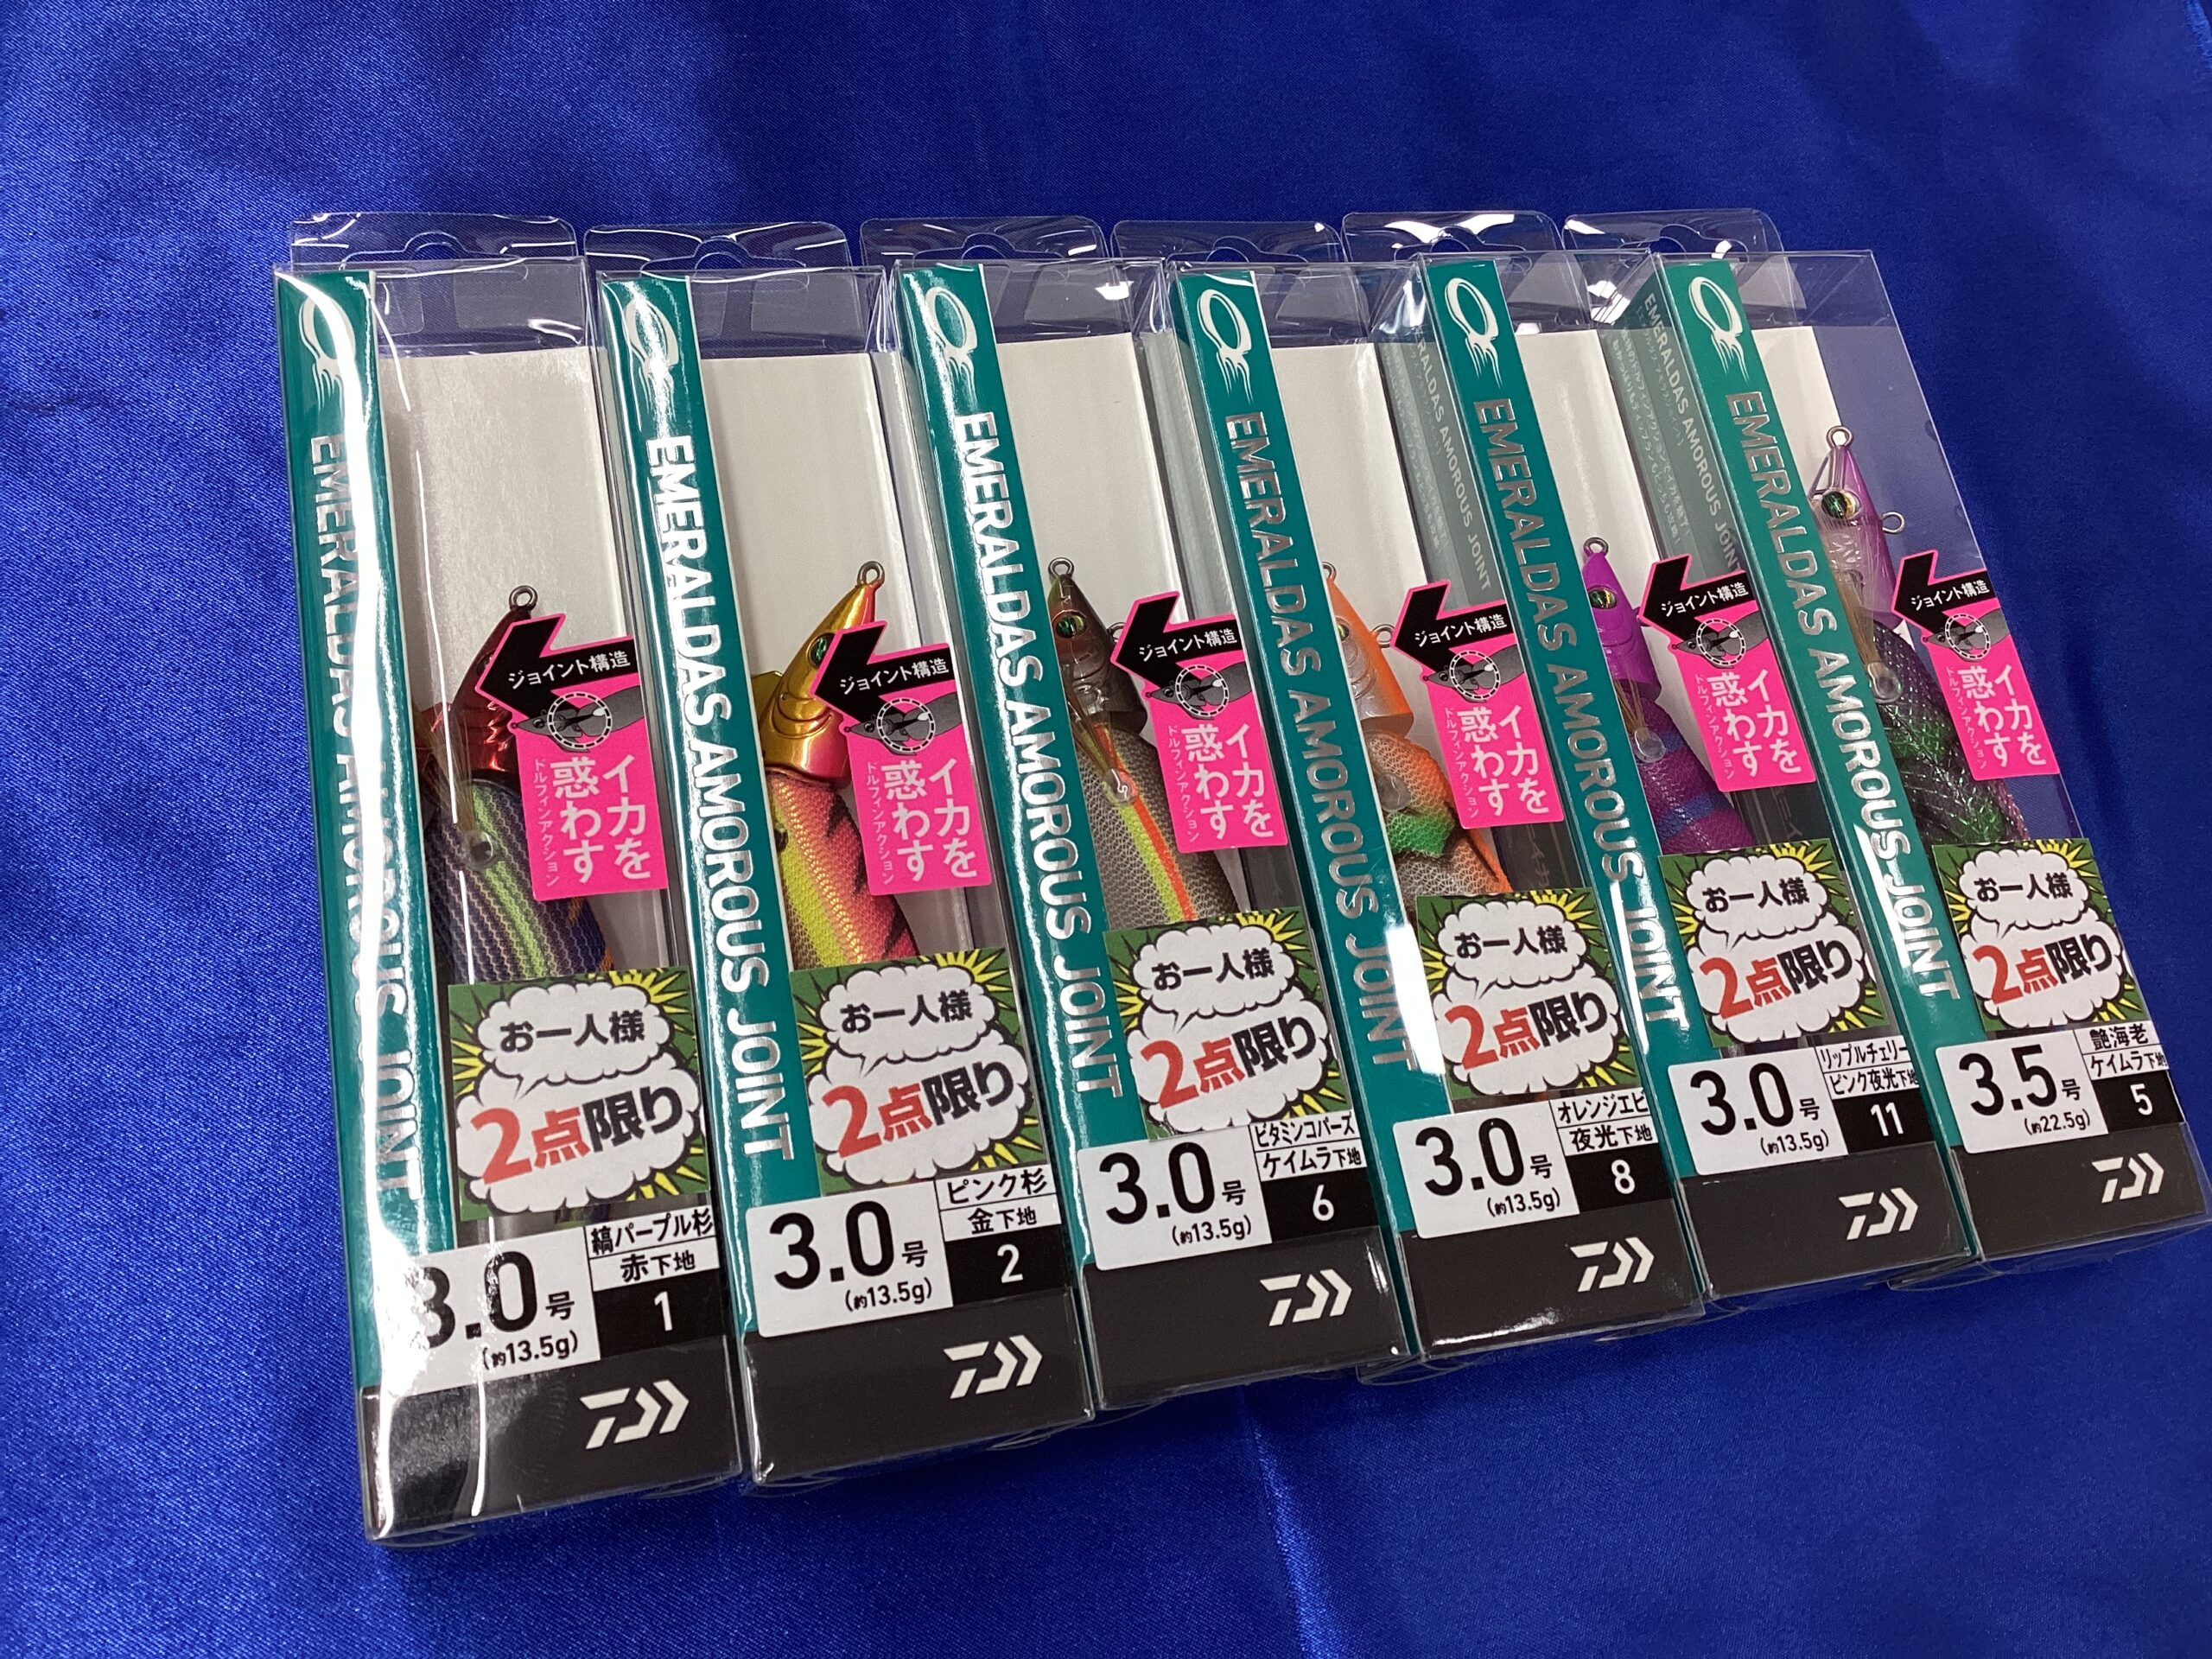 EMERALDAS AMOROUS JOINT
ジョイント構造
イカを
惑わす
ドルフィンアクション
お一人様
2点限り
3.0号
(約13.5g)
縞パープル杉
赤下地
1
EMERALDAS AMOROUS JOINT
ジョイント構造
イカを
惑わす
ドルフィンアクション
お一人様
2点限り
3.0号
(約13.5g)
ピンク杉
金下地
2
EMERALDAS AMOROUS JOINT
ジョイント構造
イカを
惑わす
ドルフィンアクション
お一人様
2点限り
3.0号
(約13.5g)
ビタミンコパーズ
ケイムラ下地
6
EMERALDAS AMOROUS JOINT
ジョイント構造
イカを
惑わす
ドルフィンアクション
お一人様
2点限り
3.0号
(約13.5g)
オレンジエビ
夜光下地
8
AMOROUS JOINT
EMERALDAS AMOROUS JOINT
ジョイント構造
イカを
惑わす
ドルフィンアクション
お一人様
2点限り
3.0号
(約13.5g)
リップルチェリー
ピンク夜光下地
11
EMERALDAS AMOROUS JOINT
EMERALDAS AMOROUS JOINT
ジョイント構造
イカを
惑わす
ドルフィンアクション
お一人様
2点限り
3.5号
(約22.5g)
艶海老
ケイムラ下地
5